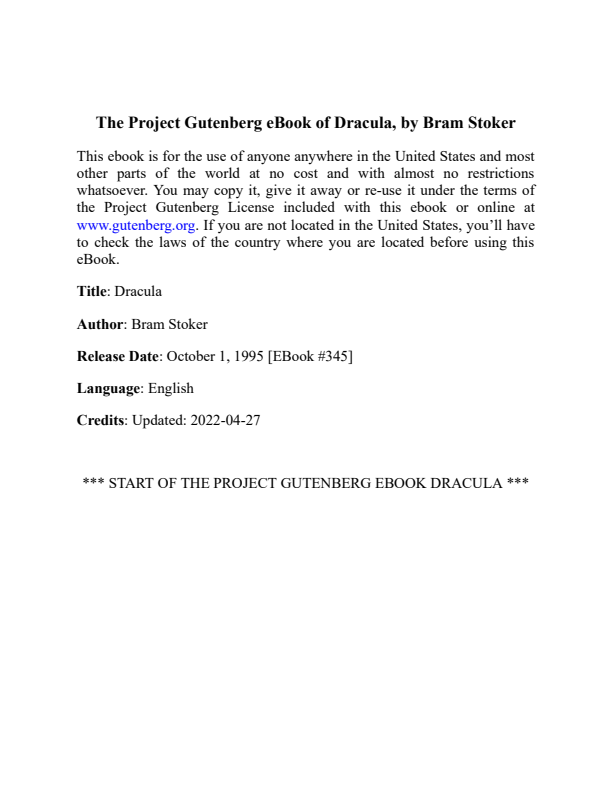 The Project Gutenberg eBook of Dracula, by Bram Stoker
This ebook is for the use of anyone anywhere in the United States and most
other parts of the world at no cost and with almost no restrictions
whatsoever. You may copy it, give it away or re-use it under the terms of
the Project Gutenberg License included with this ebook or online at
www.gutenberg.org. If you are not located in the United States, you’ll have
to check the laws of the country where you are located before using this
eBook.
Title: Dracula
Author: Bram Stoker
Release Date: October 1, 1995 [EBook #345]
Language: English
Credits: Updated: 2022-04-27
*** START OF THE PROJECT GUTENBERG EBOOK DRACULA ***